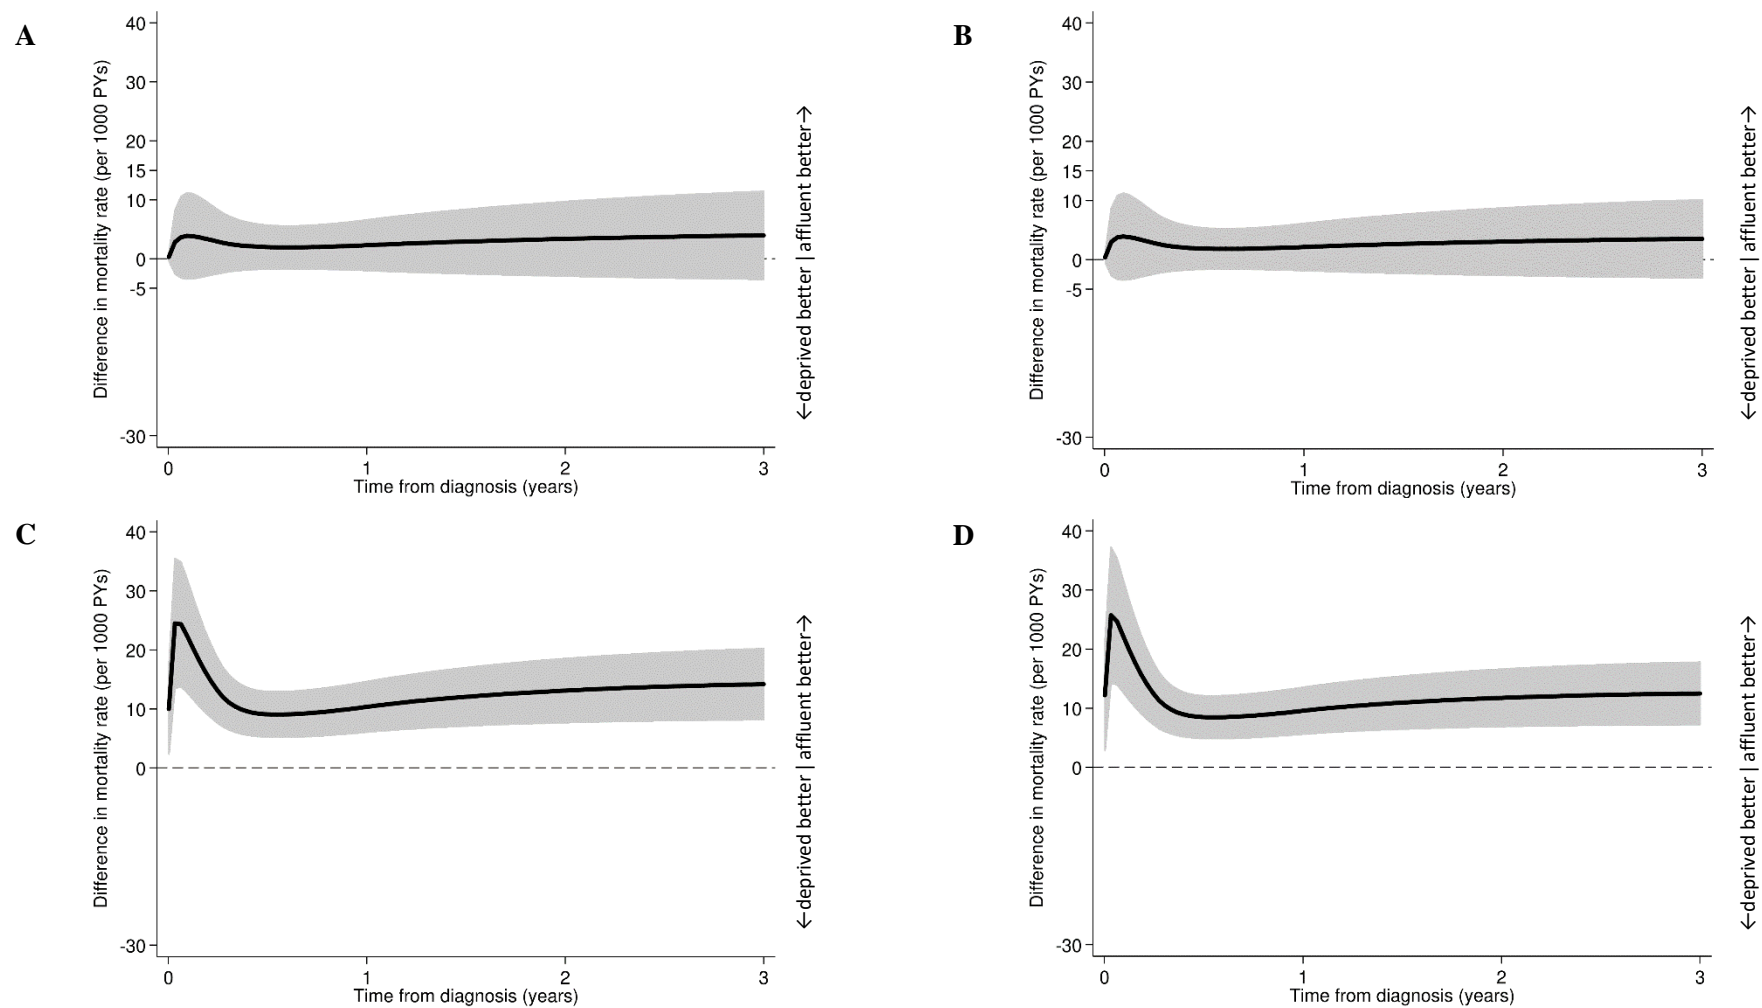 A
Difference in mortality rate (per 1000 PYs)
40
30
20
15
10
0
-5
-30
0 1 2 3
Time from diagnosis (years)
←deprived better | affluent better→
B
Difference in mortality rate (per 1000 PYs)
40
30
20
15
10
0
-5
-30
0 1 2 3
Time from diagnosis (years)
←deprived better | affluent better→
C
Difference in mortality rate (per 1000 PYs)
40
30
20
10
0
-30
0 1 2 3
Time from diagnosis (years)
←deprived better | affluent better→
D
Difference in mortality rate (per 1000 PYs)
40
30
20
10
0
-30
0 1 2 3
Time from diagnosis (years)
←deprived better | affluent better→